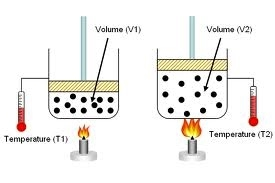 Volume (V1)
Volume (V2)
Temperature (T1)
Temperature (T2)